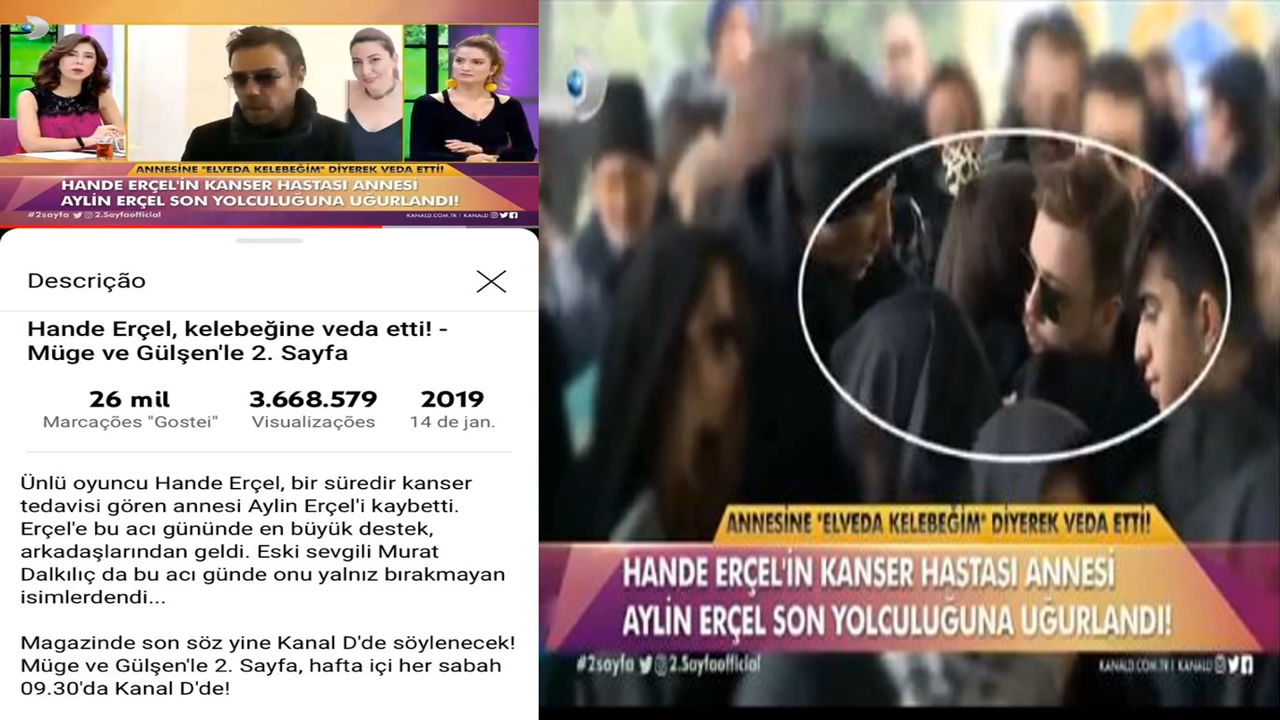 ANNESİNE "ELVEDA KELEBEĞİM" DİYEREK VEDA ETTİ!
HANDE ERÇEL'İN KANSER HASTASI ANNESİ
AYLİN ERÇEL SON YOLCULUĞUNA UĞURLANDI!
#2sayfa 2.Sayfaofficial
KANALD.COM.TR | KANALD
Descrição
Hande Erçel, kelebeğine veda etti! -
Müge ve Gülşen'le 2. Sayfa
26 mil 3.668.579 2019
Marcações "Gostei" Visualizações 14 de jan.
Ünlü oyuncu Hande Erçel, bir süredir kanser
tedavisi gören annesi Aylin Erçel'i kaybetti.
Erçel'e bu acı gününde en büyük destek,
arkadaşlarından geldi. Eski sevgili Murat
Dalkılıç da bu acı günde onu yalnız bırakmayan
isimlerdendi...
Magazinde son söz yine Kanal D'de söylenecek!
Müge ve Gülşen'le 2. Sayfa, hafta içi her sabah
09.30'da Kanal D'de!
ANNESİNE "ELVEDA KELEBEĞİM" DİYEREK VEDA ETTİ!
HANDE ERÇEL'İN KANSER HASTASI ANNESİ
AYLİN ERÇEL SON YOLCULUĞUNA UĞURLANDI!
#2sayfa 2.Sayfaofficial
KANALD.COM.TR | KANALD